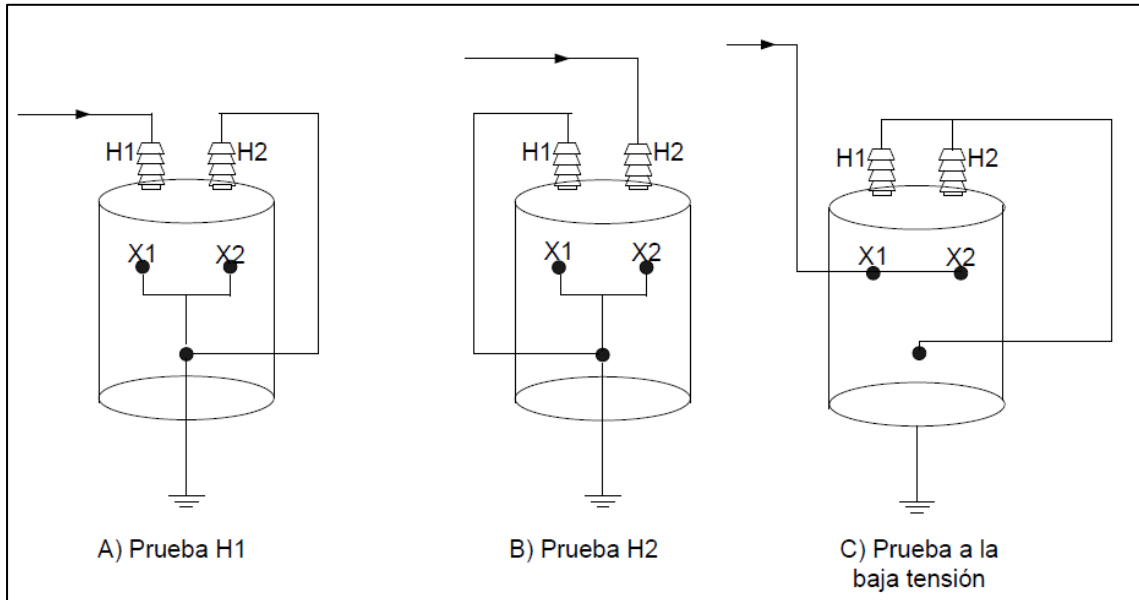 H1 H2
X1 X2
A) Prueba H1
H1 H2
X1 X2
B) Prueba H2
H1 H2
X1 X2
C) Prueba a la
baja tensión